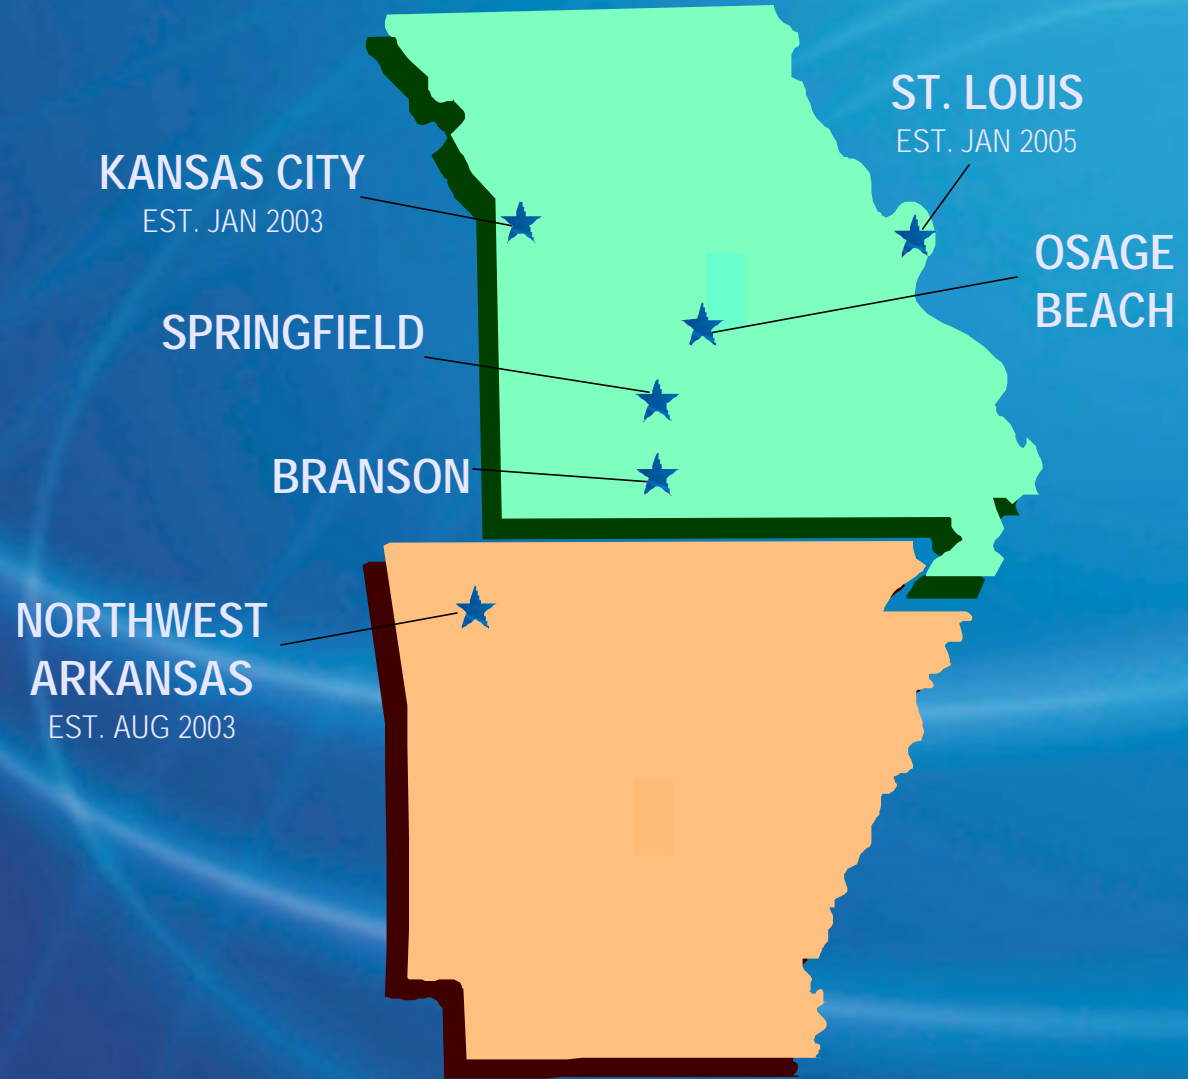 ST. LOUIS
EST. JAN 2005
KANSAS CITY
EST. JAN 2003
OSAGE
BEACH
SPRINGFIELD
BRANSON
NORTHWEST
ARKANSAS
EST. AUG 2003